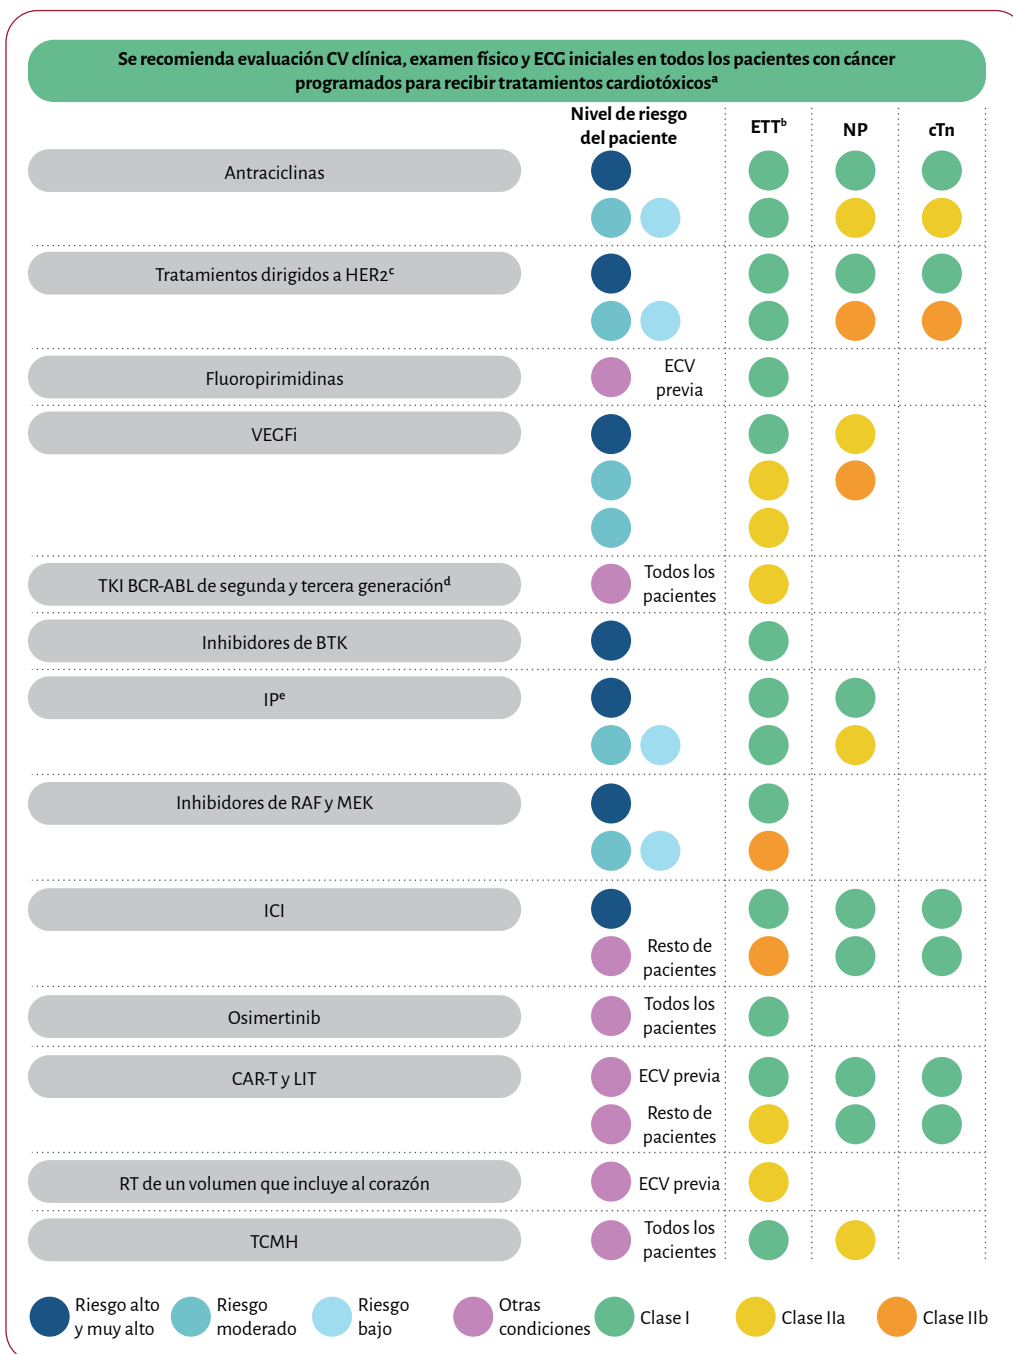 Se recomienda evaluación CV clínica, examen físico y ECG iniciales en todos los pacientes con cáncer
programados para recibir tratamientos cardiotóxicosᵃ
Nivel de riesgo
del paciente
ETTᵇ
NP
cTn
Antraciclinas
Tratamientos dirigidos a HER2ᶜ
Fluoropirimidinas
ECV
previa
VEGFi
TKI BCR-ABL de segunda y tercera generaciónᵈ
Todos los
pacientes
Inhibidores de BTK
IPᵉ
Inhibidores de RAF y MEK
ICI
Resto de
pacientes
Osimertinib
Todos los
pacientes
CAR-T y LIT
ECV previa
Resto de
pacientes
RT de un volumen que incluye al corazón
ECV previa
TCMH
Todos los
pacientes
Riesgo alto
y muy alto
Riesgo
moderado
Riesgo
bajo
Otras
condiciones
Clase I
Clase IIa
Clase IIb